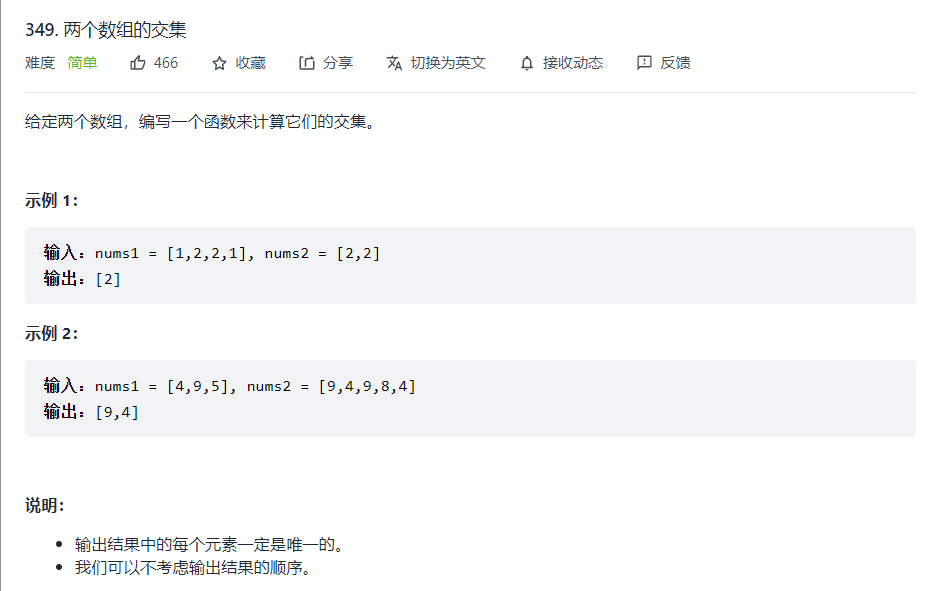 349. 两个数组的交集
难度 简单 466 收藏 分享 切换为英文 接收动态 反馈
给定两个数组，编写一个函数来计算它们的交集。
示例 1：
输入：nums1 = [1,2,2,1], nums2 = [2,2]
输出：[2]
示例 2：
输入：nums1 = [4,9,5], nums2 = [9,4,9,8,4]
输出：[9,4]
说明：
输出结果中的每个元素一定是唯一的。
我们可以不考虑输出结果的顺序。